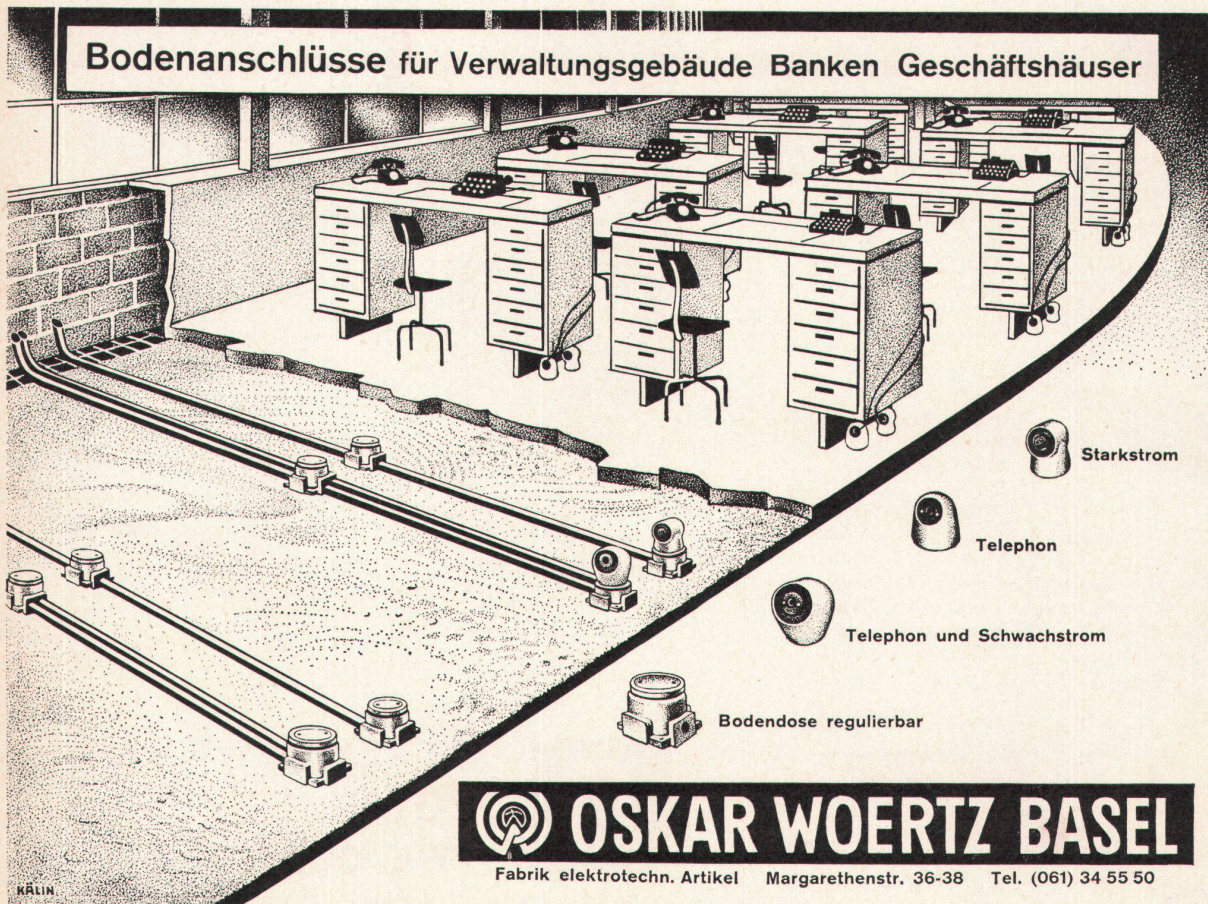 Bodenanschlüsse für Verwaltungsgebäude Banken Geschäftshäuser
Starkstrom
Telephon
Telephon und Schwachstrom
Bodendose regulierbar
OSKAR WOERTZ BASEL
Fabrik elektrotechn. Artikel Margarethenstr. 36-38 Tel. (061) 34 55 50
KÄLIN